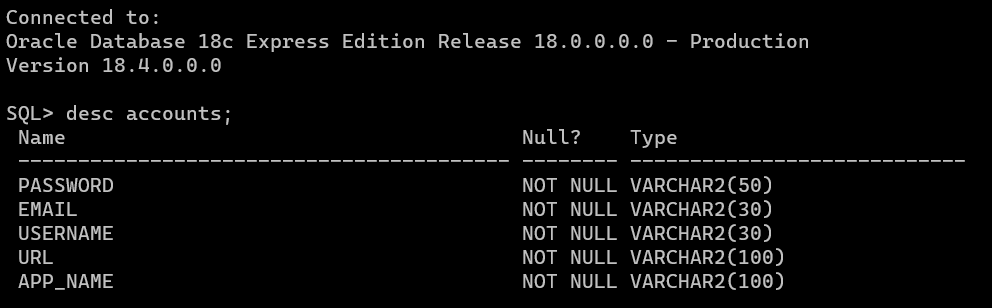 Connected to:
Oracle Database 18c Express Edition Release 18.0.0.0.0 - Production
Version 18.4.0.0.0

SQL> desc accounts;
 Name                                      Null?    Type
 ----------------------------------------- -------- ----------------------------
 PASSWORD                                  NOT NULL VARCHAR2(50)
 EMAIL                                     NOT NULL VARCHAR2(30)
 USERNAME                                  NOT NULL VARCHAR2(30)
 URL                                       NOT NULL VARCHAR2(100)
 APP_NAME                                  NOT NULL VARCHAR2(100)